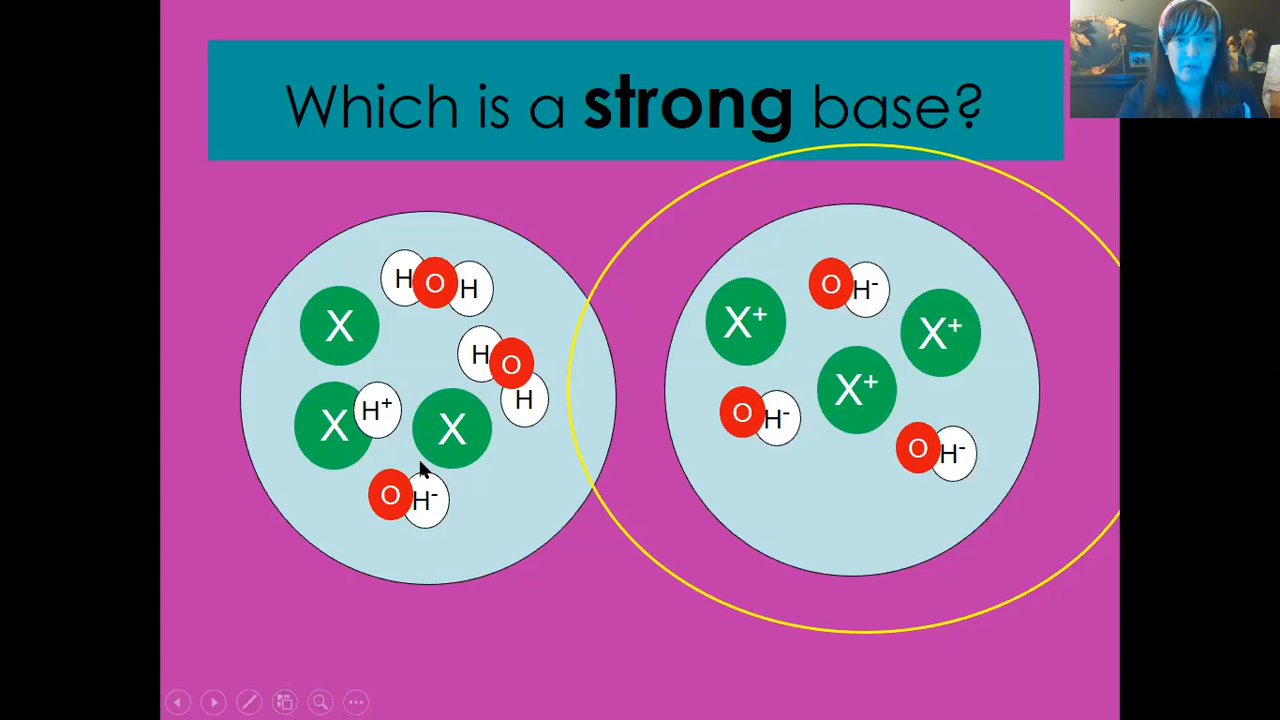 Which is a strong base?
H O H
X
H O H
X H⁺
X
O H⁻
X⁺
O H⁻
X⁺
X⁺
O H⁻
O H⁻